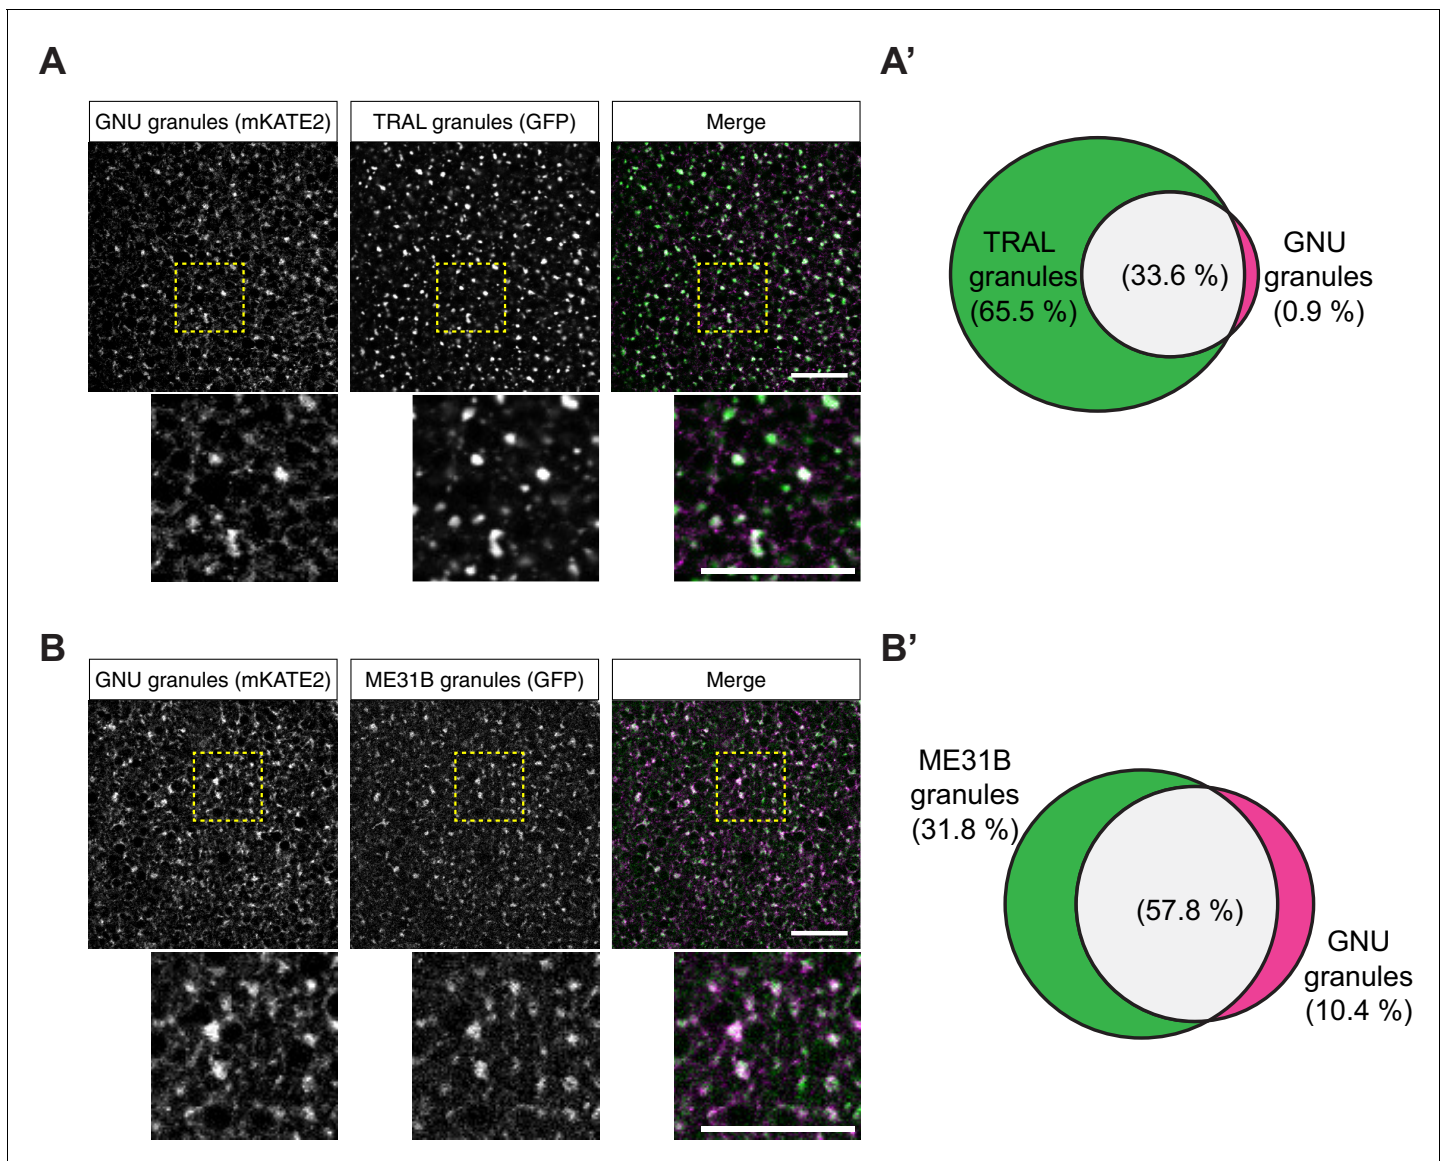 A
GNU granules (mKATE2)
TRAL granules (GFP)
Merge
A’
TRAL
granules
(65.5 %)
(33.6 %)
GNU
granules
(0.9 %)
B
GNU granules (mKATE2)
ME31B granules (GFP)
Merge
B’
ME31B
granules
(31.8 %)
(57.8 %)
GNU
granules
(10.4 %)